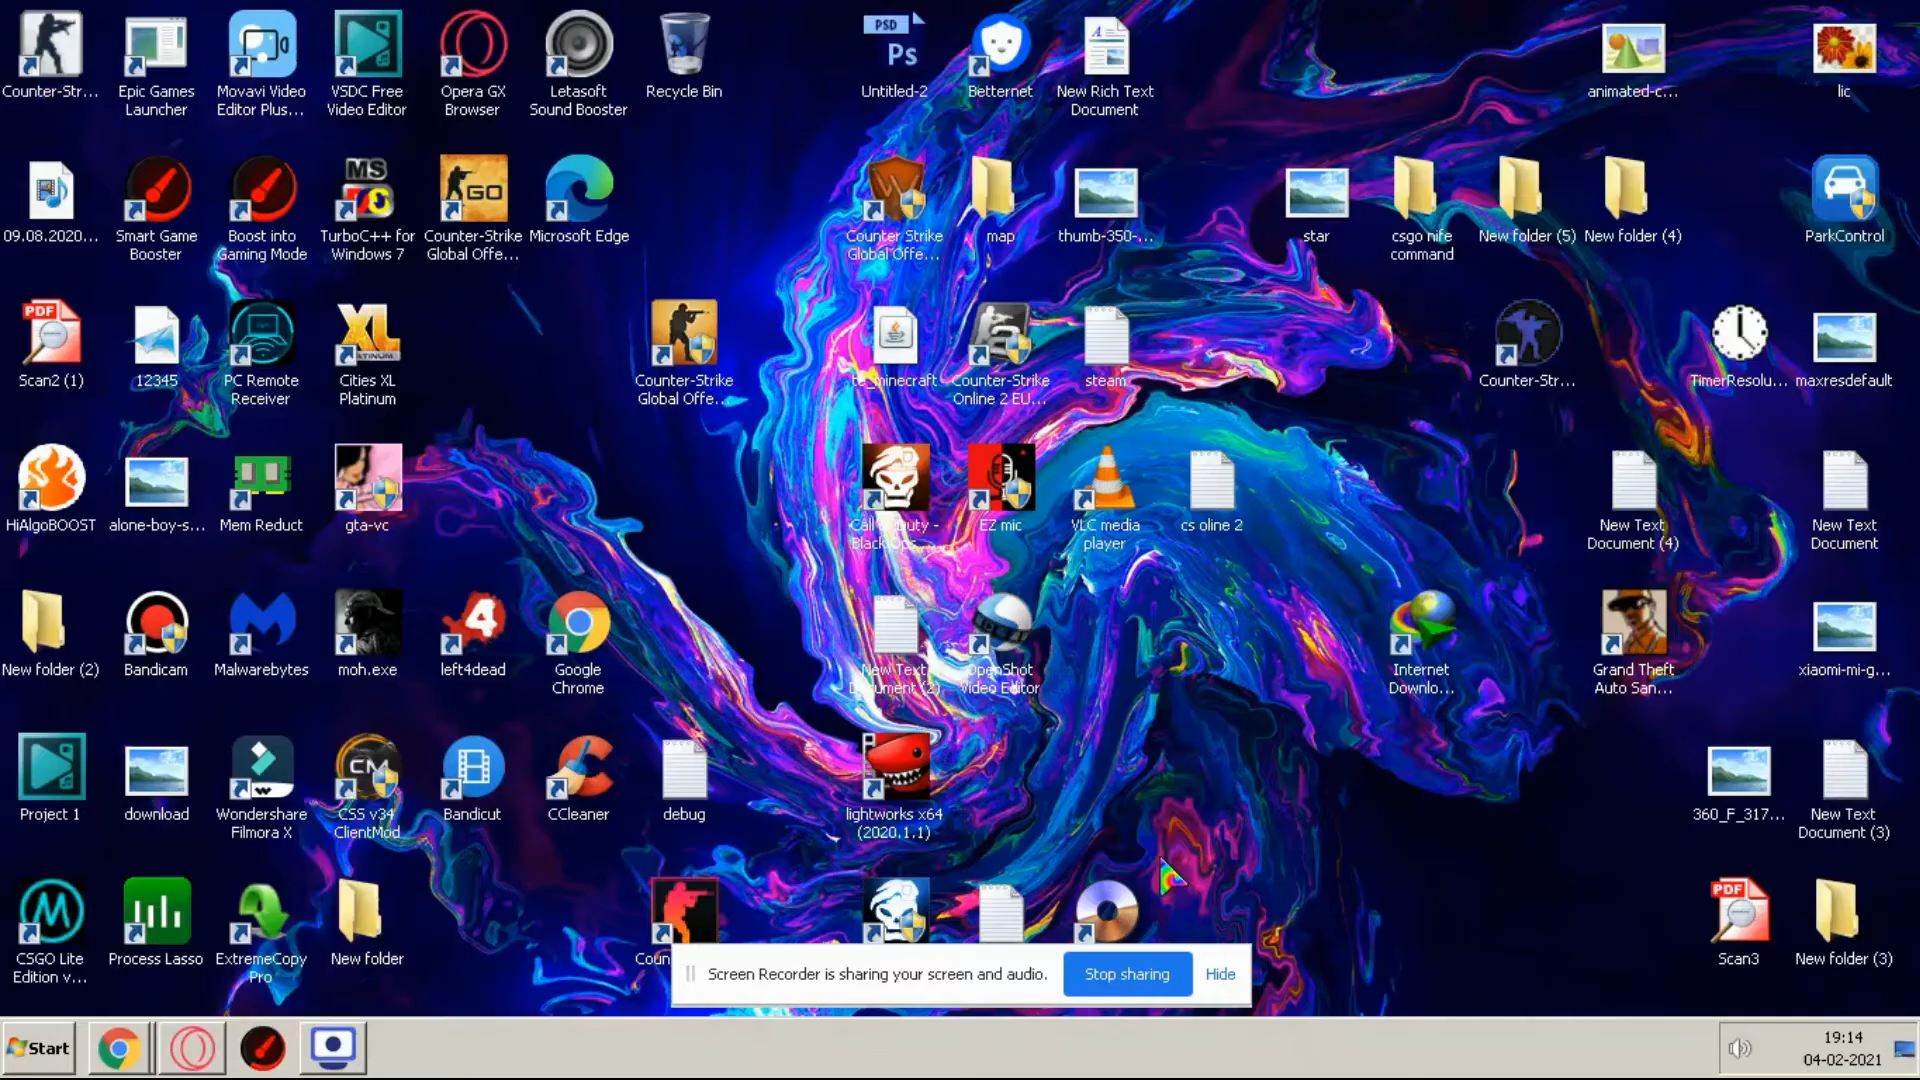 Counter-Str...
Epic Games
Launcher
Movavi Video
Editor Plus...
VSDC Free
Video Editor
Opera GX
Browser
Letasoft
Sound Booster
Recycle Bin
PSD
Ps
Untitled-2
Betternet
New Rich Text
Document
animated-c...
lic
09.08.2020...
Smart Game
Booster
Boost into
Gaming Mode
MS
TurboC++ for
Windows 7
GO
Counter-Strike
Global Offe...
Microsoft Edge
Counter Strike
Global Offe...
map
thumb-350-...
star
csgo nife
command
New folder (5)
New folder (4)
ParkControl
PDF
Scan2 (1)
12345
PC Remote
Receiver
XL
PLATINUM
Cities XL
Platinum
Counter-Strike
Global Offe...
te_minecraft
Counter-Strike
Online 2 EU...
steam
Counter-Str...
TimerResolu...
maxresdefault
HiAlgoBOOST
alone-boy-s...
Mem Reduct
gta-vc
Call of Duty -
Black Ops...
EZ mic
VLC media
player
cs oline 2
New Text
Document (4)
New Text
Document
New folder (2)
Bandicam
Malwarebytes
moh.exe
4
left4dead
Google
Chrome
New Text
Document (2)
OpenShot
Video Editor
Internet
Downlo...
Grand Theft
Auto San...
xiaomi-mi-g...
Project 1
download
Wondershare
Filmora X
CM
CSS v34
ClientMod
Bandicut
CCleaner
debug
lightworks x64
(2020.1.1)
360_F_317...
New Text
Document (3)
CSGO Lite
Edition v...
Process Lasso
ExtremeCopy
Pro
New folder
Coun
PDF
Scan3
New folder (3)
Screen Recorder is sharing your screen and audio.
Stop sharing
Hide
Start
19:14
04-02-2021